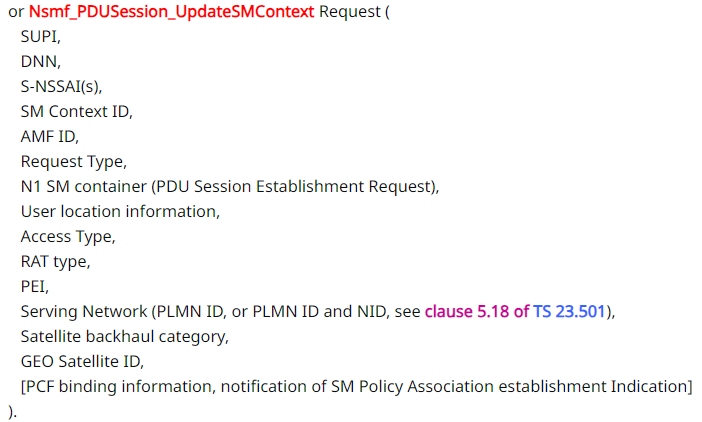 or Nsmf_PDUSession_UpdateSMContext Request (
SUPI,
DNN,
S-NSSAI(s),
SM Context ID,
AMF ID,
Request Type,
N1 SM container (PDU Session Establishment Request),
User location information,
Access Type,
RAT type,
PEI,
Serving Network (PLMN ID, or PLMN ID and NID, see clause 5.18 of TS 23.501),
Satellite backhaul category,
GEO Satellite ID,
[PCF binding information, notification of SM Policy Association establishment Indication]
).